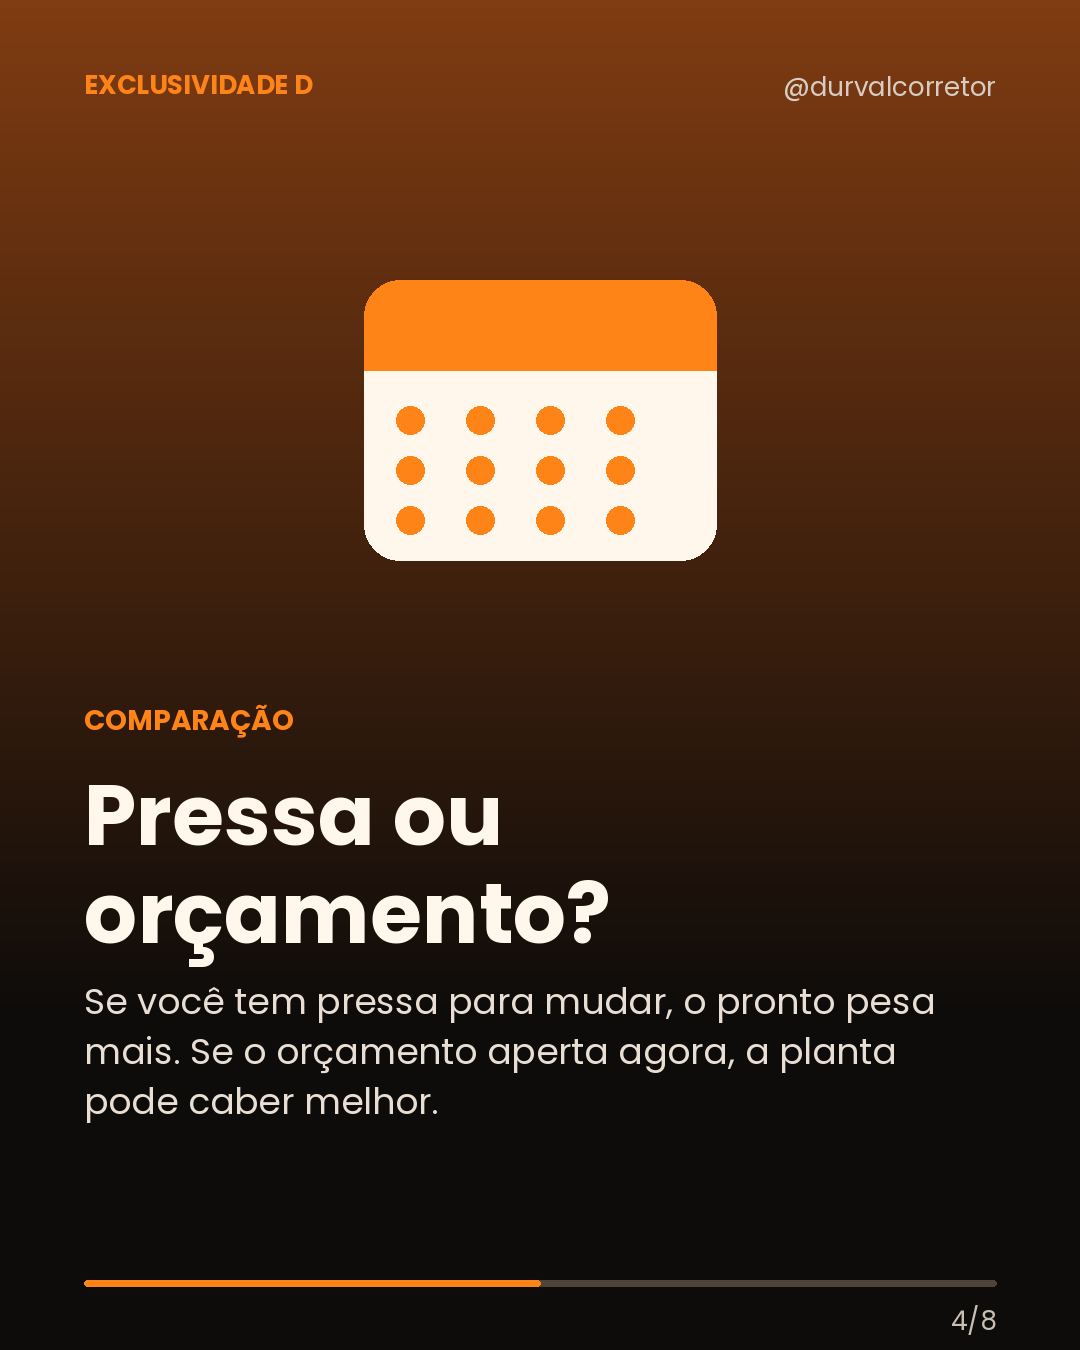 EXCLUSIVIDADE D
@durvalcorretor
COMPARAÇÃO
Pressa ou
orçamento?
Se você tem pressa para mudar, o pronto pesa
mais. Se o orçamento aperta agora, a planta
pode caber melhor.
4/8